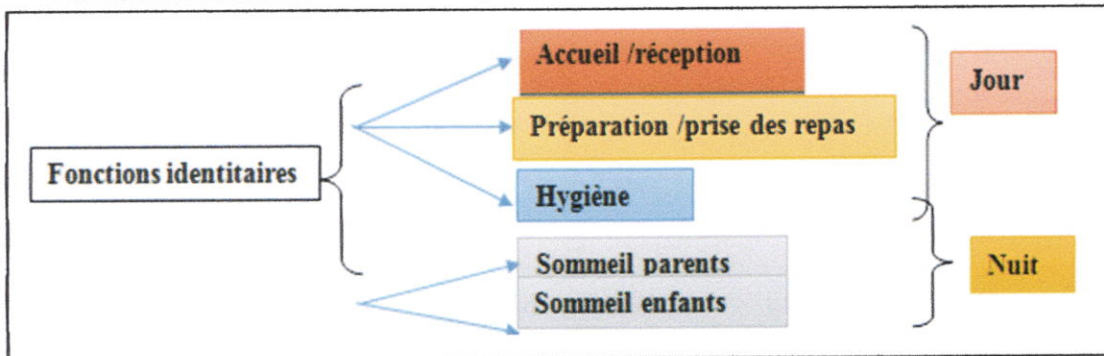 Accueil /réception
Jour
Préparation /prise des repas
Fonctions identitaires
Hygiène
Sommeil parents
Nuit
Sommeil enfants